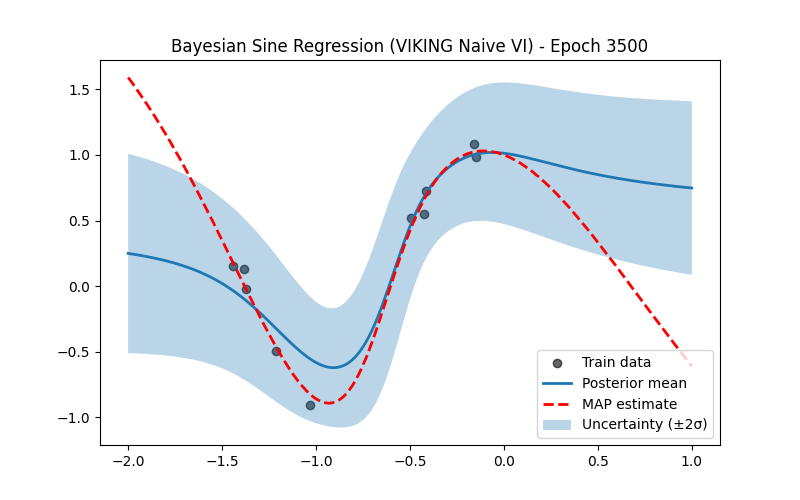 Bayesian Sine Regression (VIKING Naive VI) - Epoch 3500
1.5
1.0
0.5
0.0
−0.5
−1.0
Train data
Posterior mean
MAP estimate
Uncertainty (±2σ)
−2.0 −1.5 −1.0 −0.5 0.0 0.5 1.0